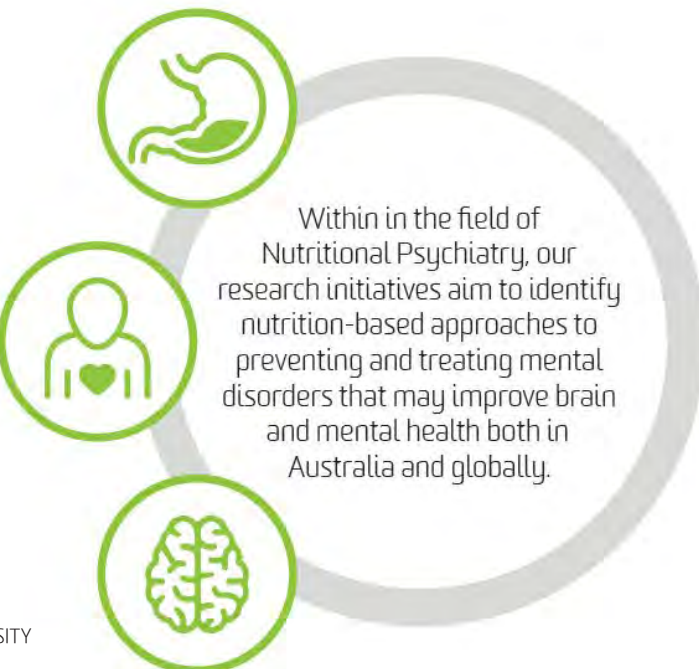 Within in the field of
Nutritional Psychiatry, our
research initiatives aim to identify
nutrition-based approaches to
preventing and treating mental
disorders that may improve brain
and mental health both in
Australia and globally.
SITY